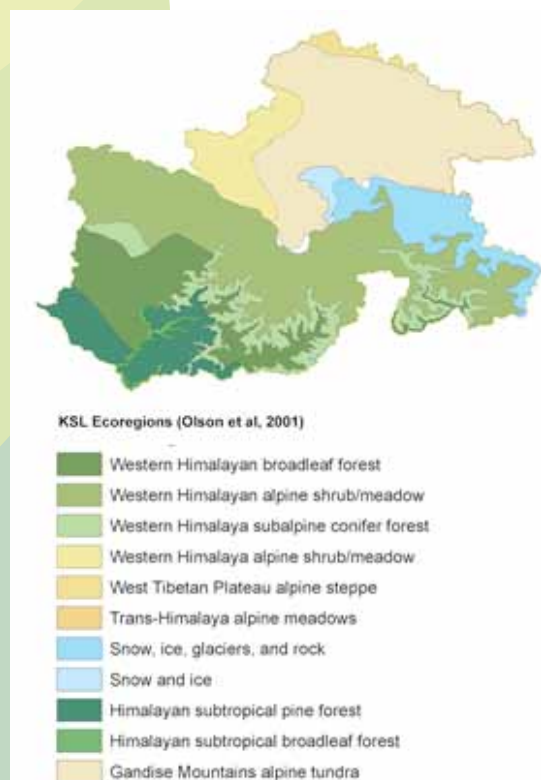 KSL Ecoregions (Olson et al, 2001)
Western Himalayan broadleaf forest
Western Himalayan alpine shrub/meadow
Western Himalaya subalpine conifer forest
Western Himalaya alpine shrub/meadow
West Tibetan Plateau alpine steppe
Trans-Himalaya alpine meadows
Snow, ice, glaciers, and rock
Snow and ice
Himalayan subtropical pine forest
Himalayan subtropical broadleaf forest
Gandise Mountains alpine tundra